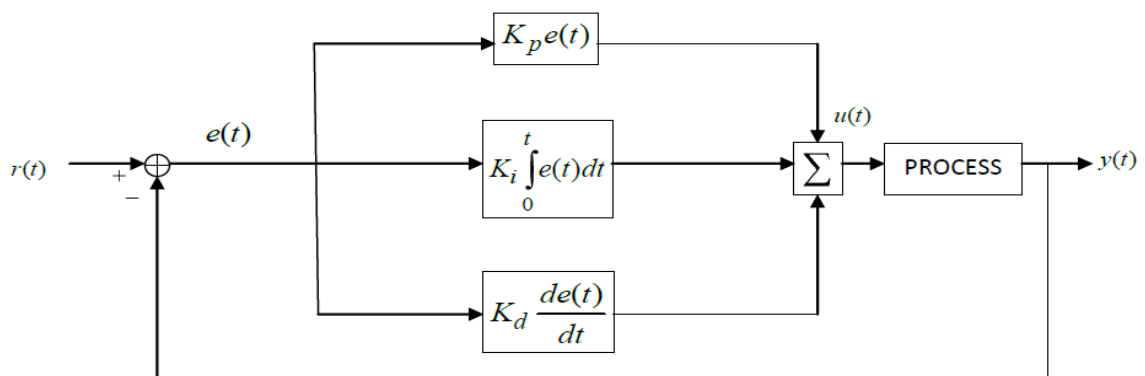 K_p e(t)
u(t)
e(t)
r(t)
+
−
K_i ∫_0^t e(t)dt
∑
PROCESS
y(t)
K_d de(t)/dt